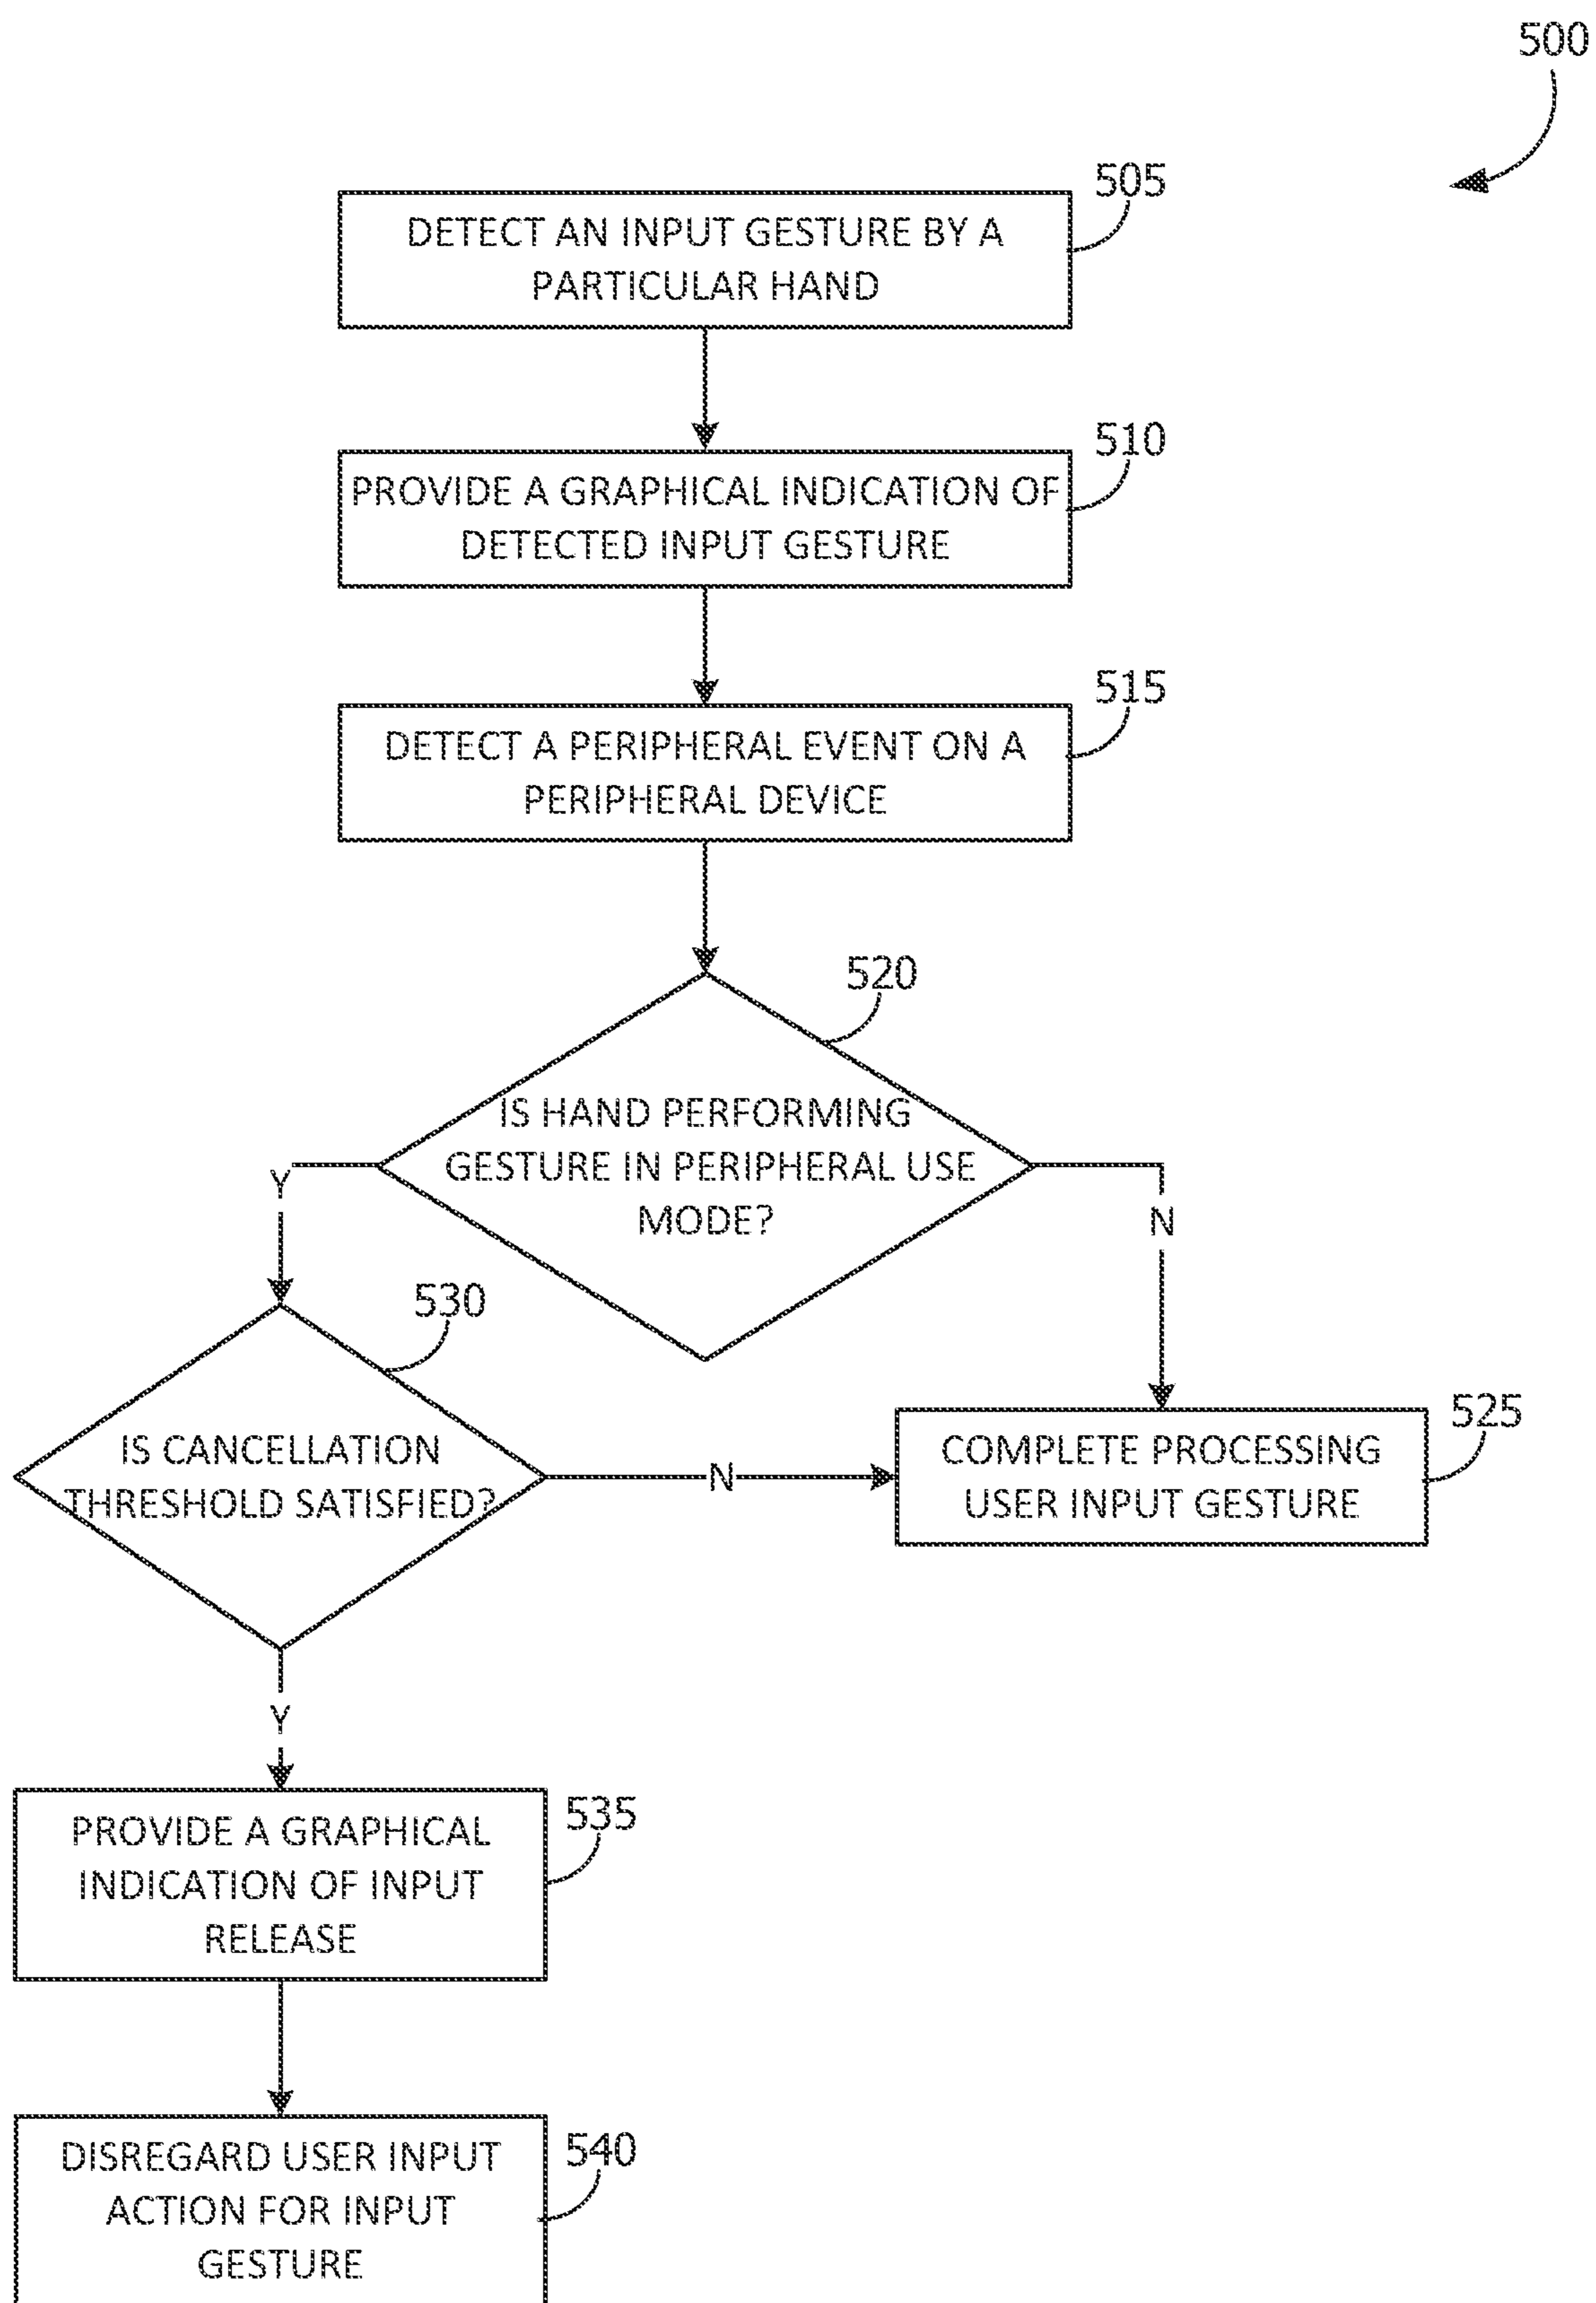 500
505
DETECT AN INPUT GESTURE BY A
PARTICULAR HAND
510
PROVIDE A GRAPHICAL INDICATION OF
DETECTED INPUT GESTURE
515
DETECT A PERIPHERAL EVENT ON A
PERIPHERAL DEVICE
520
IS HAND PERFORMING
GESTURE IN PERIPHERAL USE
MODE?
Y
N
530
IS CANCELLATION
THRESHOLD SATISFIED?
N
525
COMPLETE PROCESSING
USER INPUT GESTURE
Y
535
PROVIDE A GRAPHICAL
INDICATION OF INPUT
RELEASE
540
DISREGARD USER INPUT
ACTION FOR INPUT
GESTURE